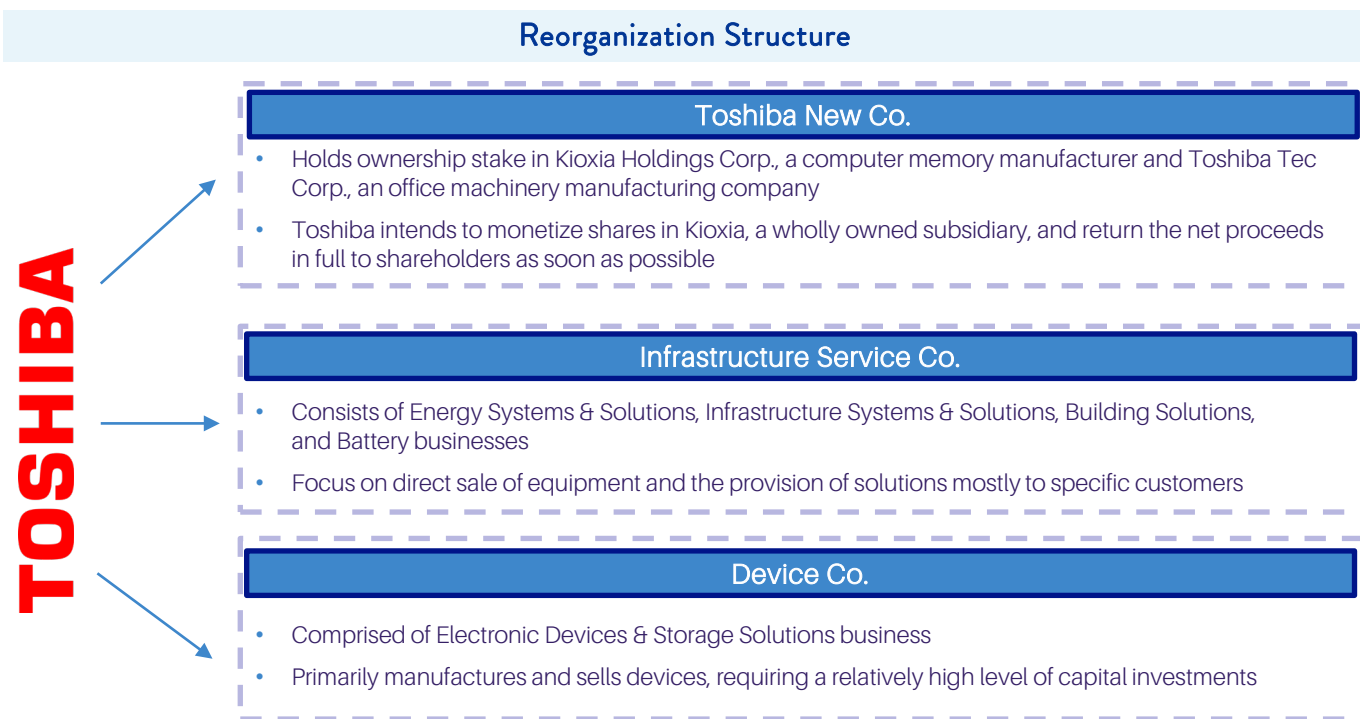 Reorganization Structure
TOSHIBA
Toshiba New Co.
• Holds ownership stake in Kioxia Holdings Corp., a computer memory manufacturer and Toshiba Tec
Corp., an office machinery manufacturing company
• Toshiba intends to monetize shares in Kioxia, a wholly owned subsidiary, and return the net proceeds
in full to shareholders as soon as possible
Infrastructure Service Co.
• Consists of Energy Systems & Solutions, Infrastructure Systems & Solutions, Building Solutions,
and Battery businesses
• Focus on direct sale of equipment and the provision of solutions mostly to specific customers
Device Co.
• Comprised of Electronic Devices & Storage Solutions business
• Primarily manufactures and sells devices, requiring a relatively high level of capital investments